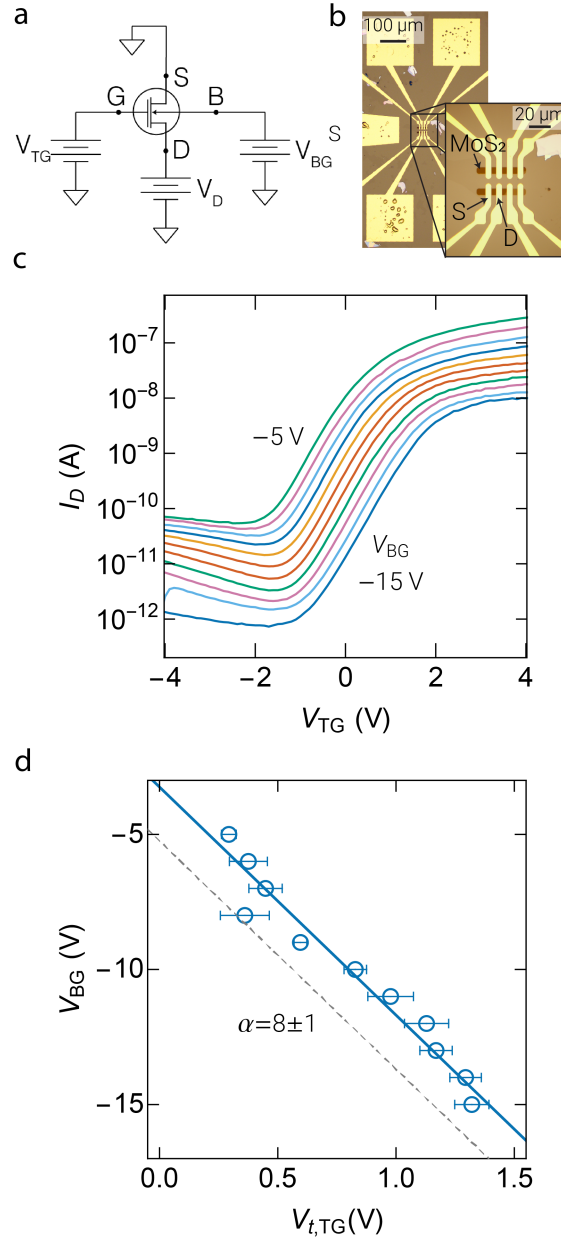 a
S
G
B
D
V_TG
V_BG
V_D
b
100 µm
S
20 µm
MoS₂
S
D
c
10⁻⁷
10⁻⁸
10⁻⁹
10⁻¹⁰
10⁻¹¹
10⁻¹²
I_D (A)
−5 V
V_BG
−15 V
−4
−2
0
2
4
V_TG (V)
d
−5
−10
−15
V_BG (V)
α=8±1
0.0
0.5
1.0
1.5
V_t,TG(V)